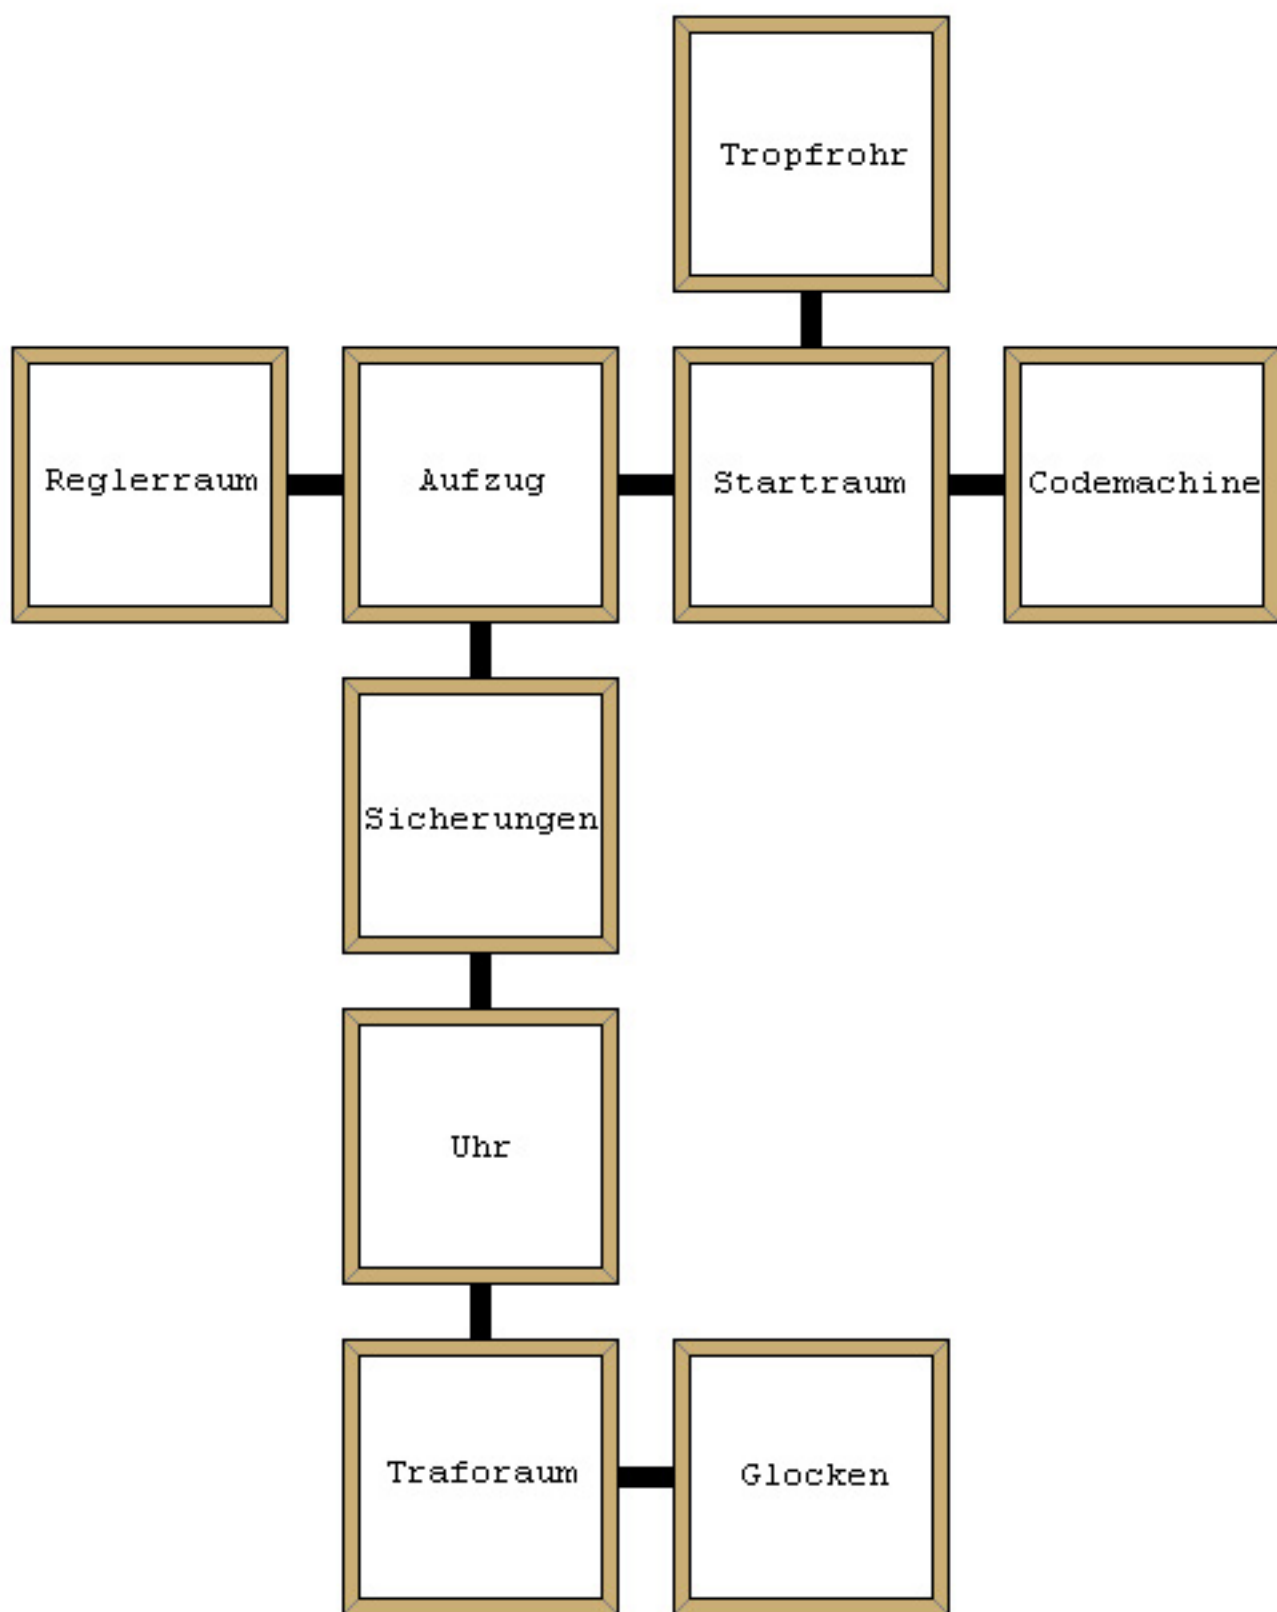 Tropfrohr
Reglerraum
Aufzug
Startraum
Codemachine
Sicherungen
Uhr
Traforaum
Glocken